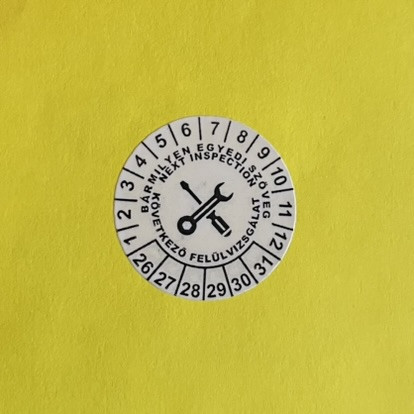 1 2 3 4 5 6 7 8 9 10 11 12
BÁRMILYEN EGYEDI SZÖVEG
NEXT INSPECTION
KÖVETKEZŐ FELÜLVIZSGÁLAT
26 27 28 29 30 31